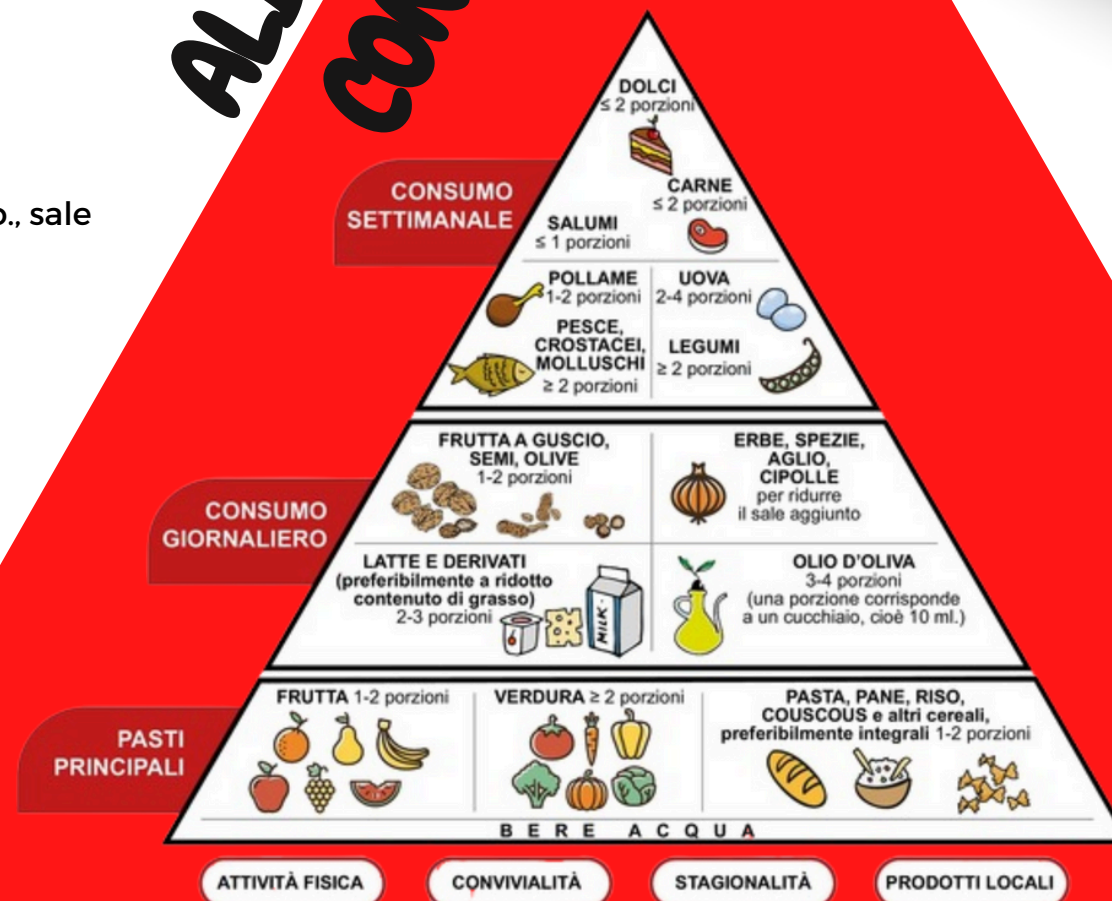 AL
CON
o., sale
DOLCI
≤ 2 porzioni
CONSUMO
SETTIMANALE
CARNE
≤ 2 porzioni
SALUMI
≤ 1 porzioni
POLLAME
1-2 porzioni
UOVA
2-4 porzioni
PESCE,
CROSTACEI,
MOLLUSCHI
≥ 2 porzioni
LEGUMI
≥ 2 porzioni
CONSUMO
GIORNALIERO
FRUTTA A GUSCIO,
SEMI, OLIVE
1-2 porzioni
ERBE, SPEZIE,
AGLIO,
CIPOLLE
per ridurre
il sale aggiunto
LATTE E DERIVATI
(preferibilmente a ridotto
contenuto di grasso)
2-3 porzioni
MILK
OLIO D'OLIVA
3-4 porzioni
(una porzione corrisponde
a un cucchiaio, cioè 10 ml.)
PASTI
PRINCIPALI
FRUTTA 1-2 porzioni
VERDURA ≥ 2 porzioni
PASTA, PANE, RISO,
COUSCOUS e altri cereali,
preferibilmente integrali 1-2 porzioni
BERE ACQUA
ATTIVITÀ FISICA
CONVIVIALITÀ
STAGIONALITÀ
PRODOTTI LOCALI